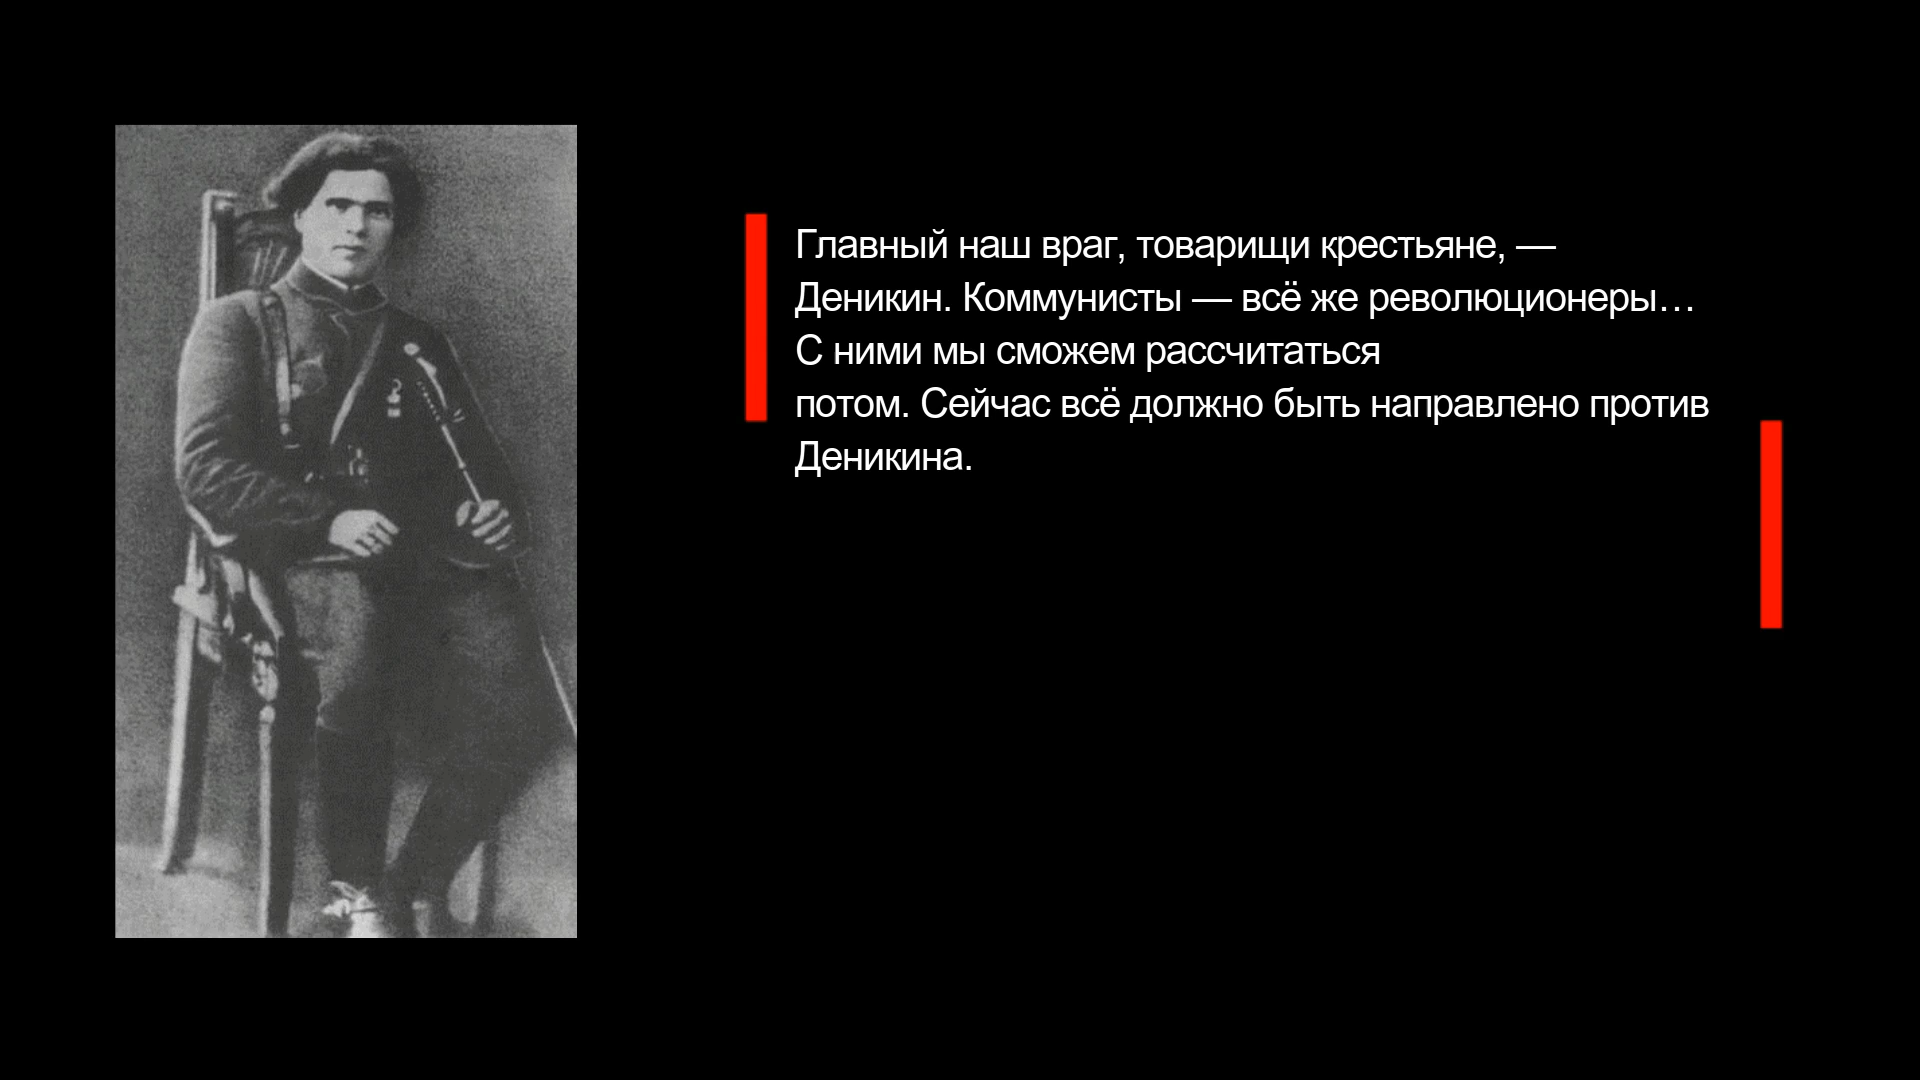 Главный наш враг, товарищи крестьяне, —
Деникин. Коммунисты — всё же революционеры…
С ними мы сможем рассчитаться
потом. Сейчас всё должно быть направлено против
Деникина.